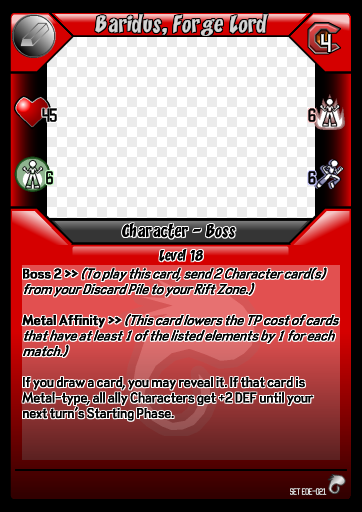 Baridus, Forge Lord
4
45
6
6
6
Character - Boss
Level 18
Boss 2 >> (To play this card, send 2 Character card(s)
from your Discard Pile to your Rift Zone.)
Metal Affinity >> (This card lowers the TP cost of cards
that have at least 1 of the listed elements by 1 for each
match.)
If you draw a card, you may reveal it. If that card is
Metal-type, all ally Characters get +2 DEF until your
next turn's Starting Phase.
SET EOE-021